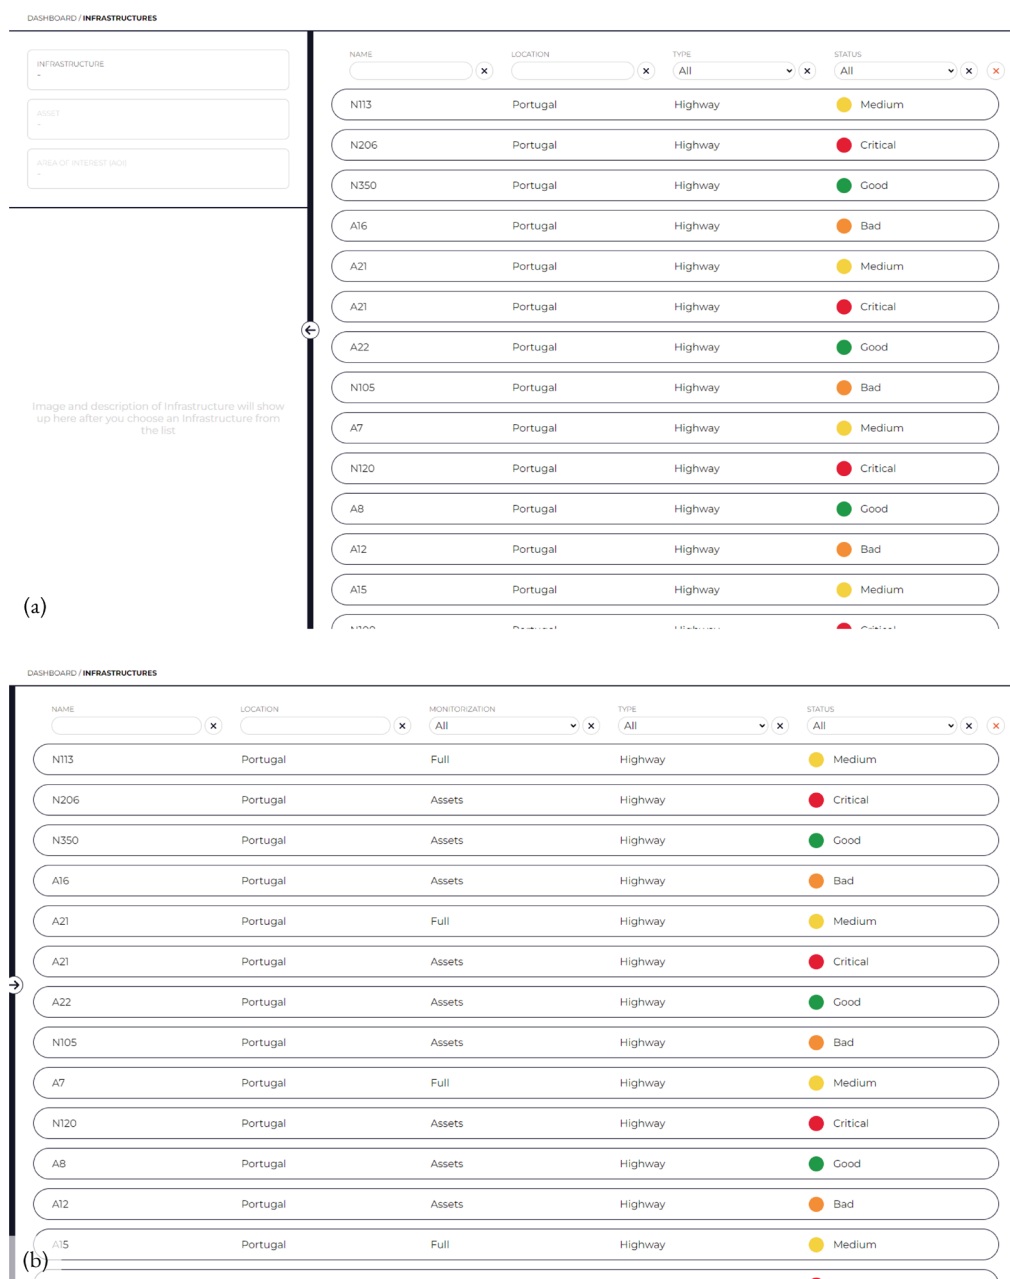 DASHBOARD / INFRASTRUCTURES
INFRASTRUCTURE
-
ASSET
-
AREA OF INTEREST (AOI)
-
Image and description of Infrastructure will show
up here after you choose an Infrastructure from
the list
NAME LOCATION TYPE STATUS
All All
N113 Portugal Highway Medium
N206 Portugal Highway Critical
N350 Portugal Highway Good
A16 Portugal Highway Bad
A21 Portugal Highway Medium
A21 Portugal Highway Critical
A22 Portugal Highway Good
N105 Portugal Highway Bad
A7 Portugal Highway Medium
N120 Portugal Highway Critical
A8 Portugal Highway Good
A12 Portugal Highway Bad
A15 Portugal Highway Medium
Portugal Highway Critical
(a)
DASHBOARD / INFRASTRUCTURES
NAME LOCATION MONITORIZATION TYPE STATUS
All All All
N113 Portugal Full Highway Medium
N206 Portugal Assets Highway Critical
N350 Portugal Assets Highway Good
A16 Portugal Assets Highway Bad
A21 Portugal Full Highway Medium
A21 Portugal Assets Highway Critical
A22 Portugal Assets Highway Good
N105 Portugal Assets Highway Bad
A7 Portugal Full Highway Medium
N120 Portugal Assets Highway Critical
A8 Portugal Assets Highway Good
A12 Portugal Assets Highway Bad
A15 Portugal Full Highway Medium
(b)